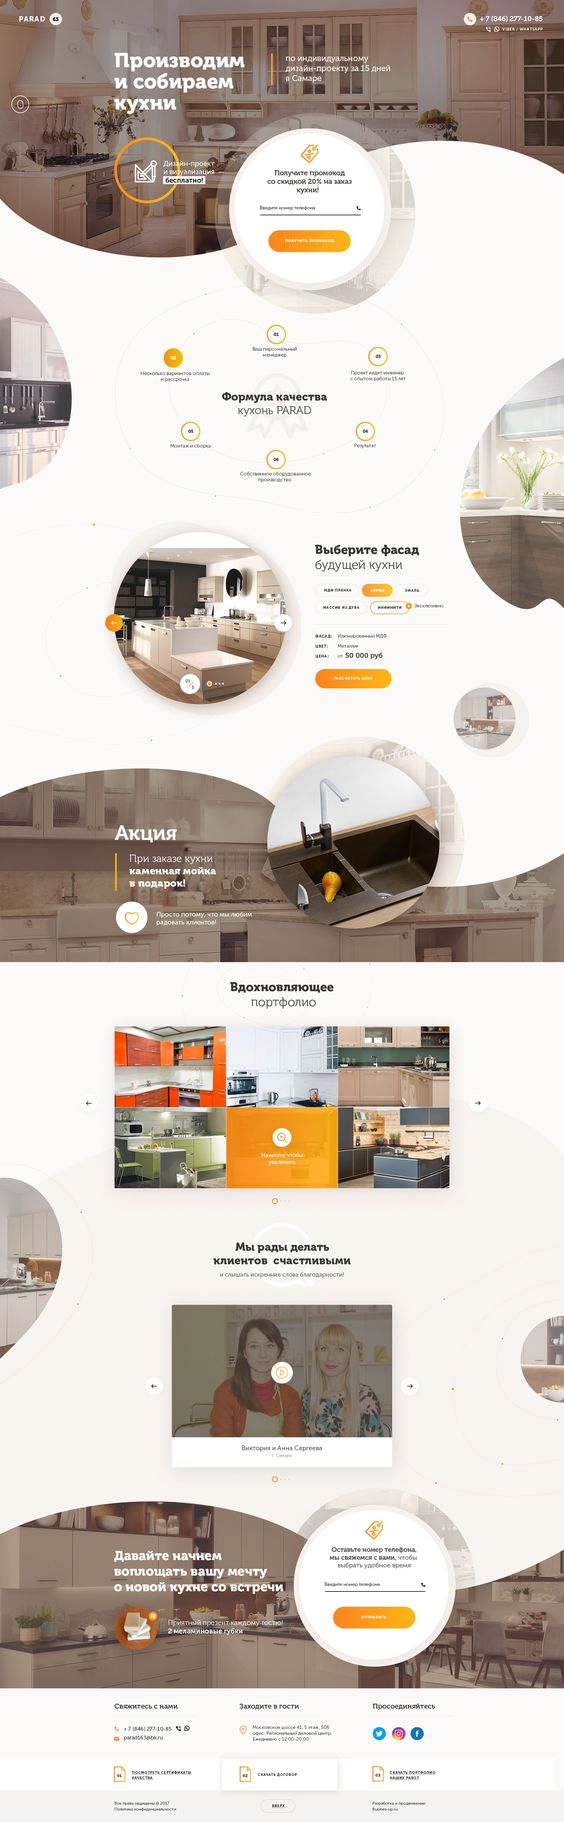 PARAD 63
+ 7 (846) 277-10-85
VIBER / WHATSAPP
Производим
и собираем
кухни
по индивидуальному
дизайн-проекту за 15 дней
в Самаре
Дизайн-проект
и визуализация
бесплатно!
Получите промокод
со скидкой 20% на заказ
кухни!
Введите номер телефона
ПОЛУЧИТЬ ПРОМОКОД
01
Ваш персональный
менеджер
02
Несколько вариантов оплаты
и рассрочка
03
Проект ведет инженер
с опытом работы 15 лет
Формула качества
кухонь PARAD
05
Монтаж и сборка
04
Результат
06
Собственное оборудованное
производство
Выберите фасад
будущей кухни
МДФ ПЛЕНКА
АКРИЛ
ЭМАЛЬ
МАССИВ ИЗ ДУБА
ИНФИНИТИ
Эксклюзивно
ФАСАД: Илюнированный МДФ
ЦВЕТ: Металлик
ЦЕНА: от 50 000 руб
РАССЧИТАТЬ ЦЕНУ
01
5
Акция
При заказе кухни
каменная мойка
в подарок!
Просто потому, что мы любим
радовать клиентов!
Вдохновляющее
портфолио
Нажмите чтобы
увеличить
Мы рады делать
клиентов счастливыми
и слышать искренние слова благодарности!
Виктория и Анна Сергеева
г. Самара
Давайте начнем
воплощать вашу мечту
о новой кухне со встречи
Приятный презент каждому гостю!
2 меламиновые губки
Оставьте номер телефона,
мы свяжемся с вами, чтобы
выбрать удобное время
Введите номер телефона
ОТПРАВИТЬ
Свяжитесь с нами
+ 7 (846) 277-10-85
parad163@bk.ru
Заходите в гости
Московское шоссе 41, 5 этаж, 506
офис. Региональный деловой центр.
Ежедневно с 12.00-20.00
Присоединяйтесь
01
ПОСМОТРЕТЬ СЕРТИФИКАТЫ
КАЧЕСТВА
02
СКАЧАТЬ ДОГОВОР
03
СКАЧАТЬ ПОРТФОЛИО
НАШИХ РАБОТ
Все права защищены @ 2017
Политика конфиденциальности
ВВЕРХ
Разработка и продвижение:
Busines-up.ru